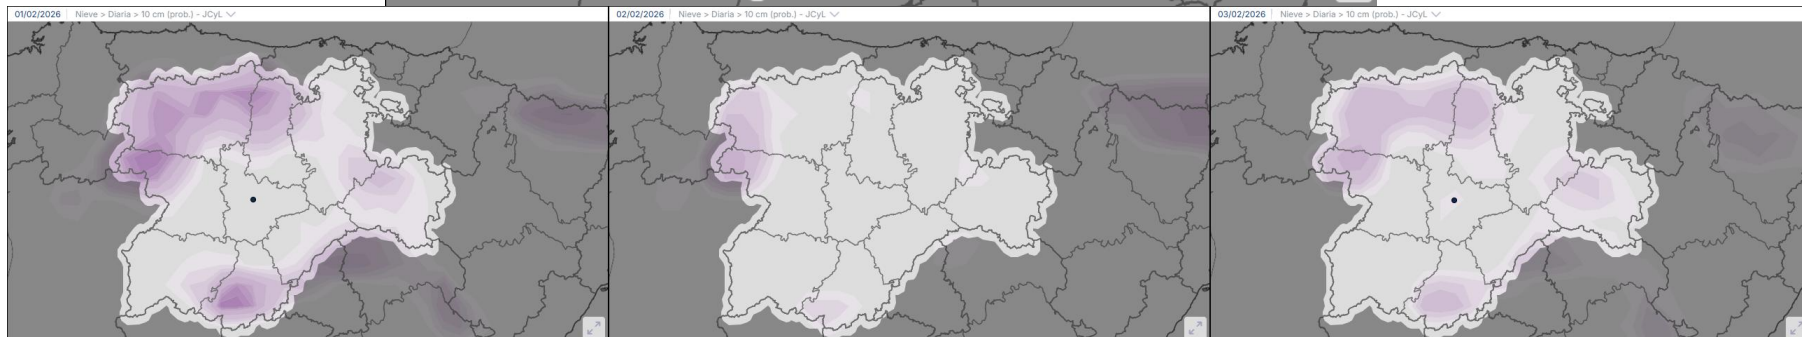 01/02/2026 Nieve > Diaria > 10 cm (prob.) - JCyL
02/02/2026 Nieve > Diaria > 10 cm (prob.) - JCyL
03/02/2026 Nieve > Diaria > 10 cm (prob.) - JCyL